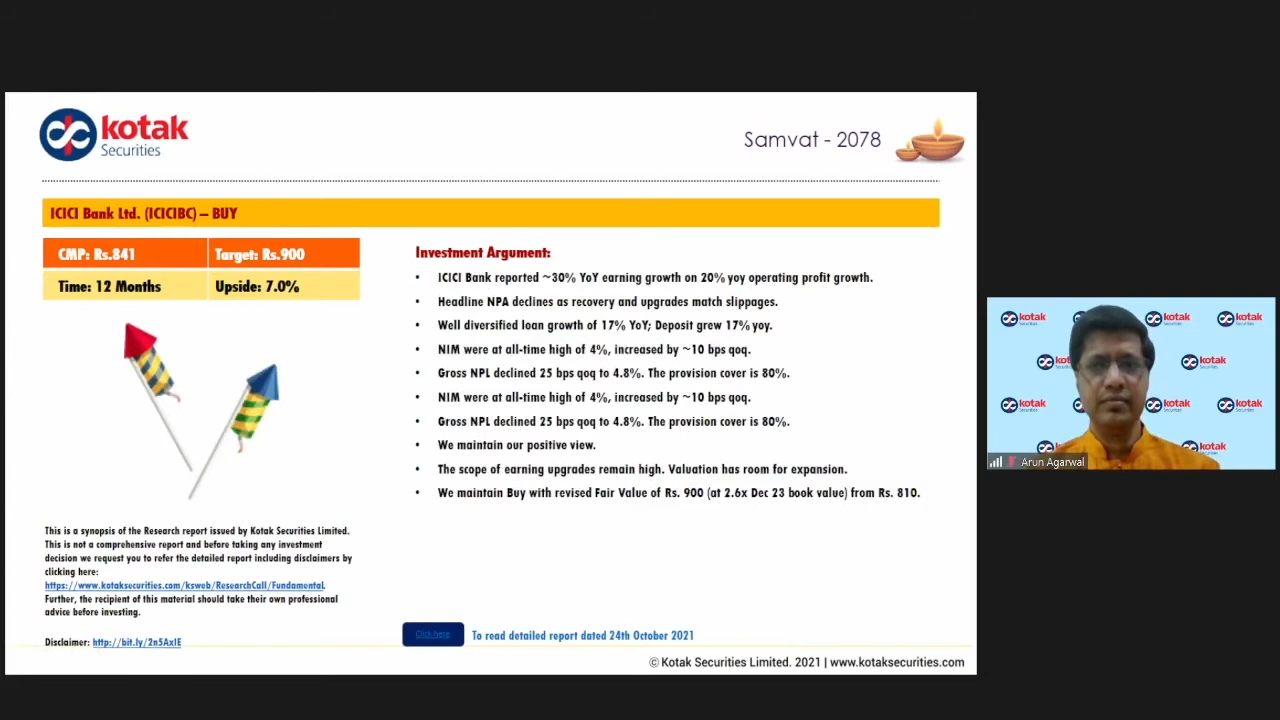 kotak
Securities
Samvat - 2078
ICICI Bank Ltd. (ICICIBC) – BUY
CMP: Rs.841
Target: Rs.900
Time: 12 Months
Upside: 7.0%
Investment Argument:
• ICICI Bank reported ~30% YoY earning growth on 20% yoy operating profit growth.
• Headline NPA declines as recovery and upgrades match slippages.
• Well diversified loan growth of 17% YoY; Deposit grew 17% yoy.
• NIM were at all-time high of 4%, increased by ~10 bps qoq.
• Gross NPL declined 25 bps qoq to 4.8%. The provision cover is 80%.
• NIM were at all-time high of 4%, increased by ~10 bps qoq.
• Gross NPL declined 25 bps qoq to 4.8%. The provision cover is 80%.
• We maintain our positive view.
• The scope of earning upgrades remain high. Valuation has room for expansion.
• We maintain Buy with revised Fair Value of Rs. 900 (at 2.6x Dec 23 book value) from Rs. 810.
This is a synopsis of the Research report issued by Kotak Securities Limited.
This is not a comprehensive report and before taking any investment
decision we request you to refer the detailed report including disclaimers by
clicking here:
https://www.kotaksecurities.com/ksweb/ResearchCall/Fundamental.
Further, the recipient of this material should take their own professional
advice before investing.
Disclaimer: http://bit.ly/2n5AxIE
Click here
To read detailed report dated 24th October 2021
© Kotak Securities Limited. 2021 | www.kotaksecurities.com
kotak
kotak
kotak
kotak
kotak
kotak
kotak
kotak
Arun Agarwal